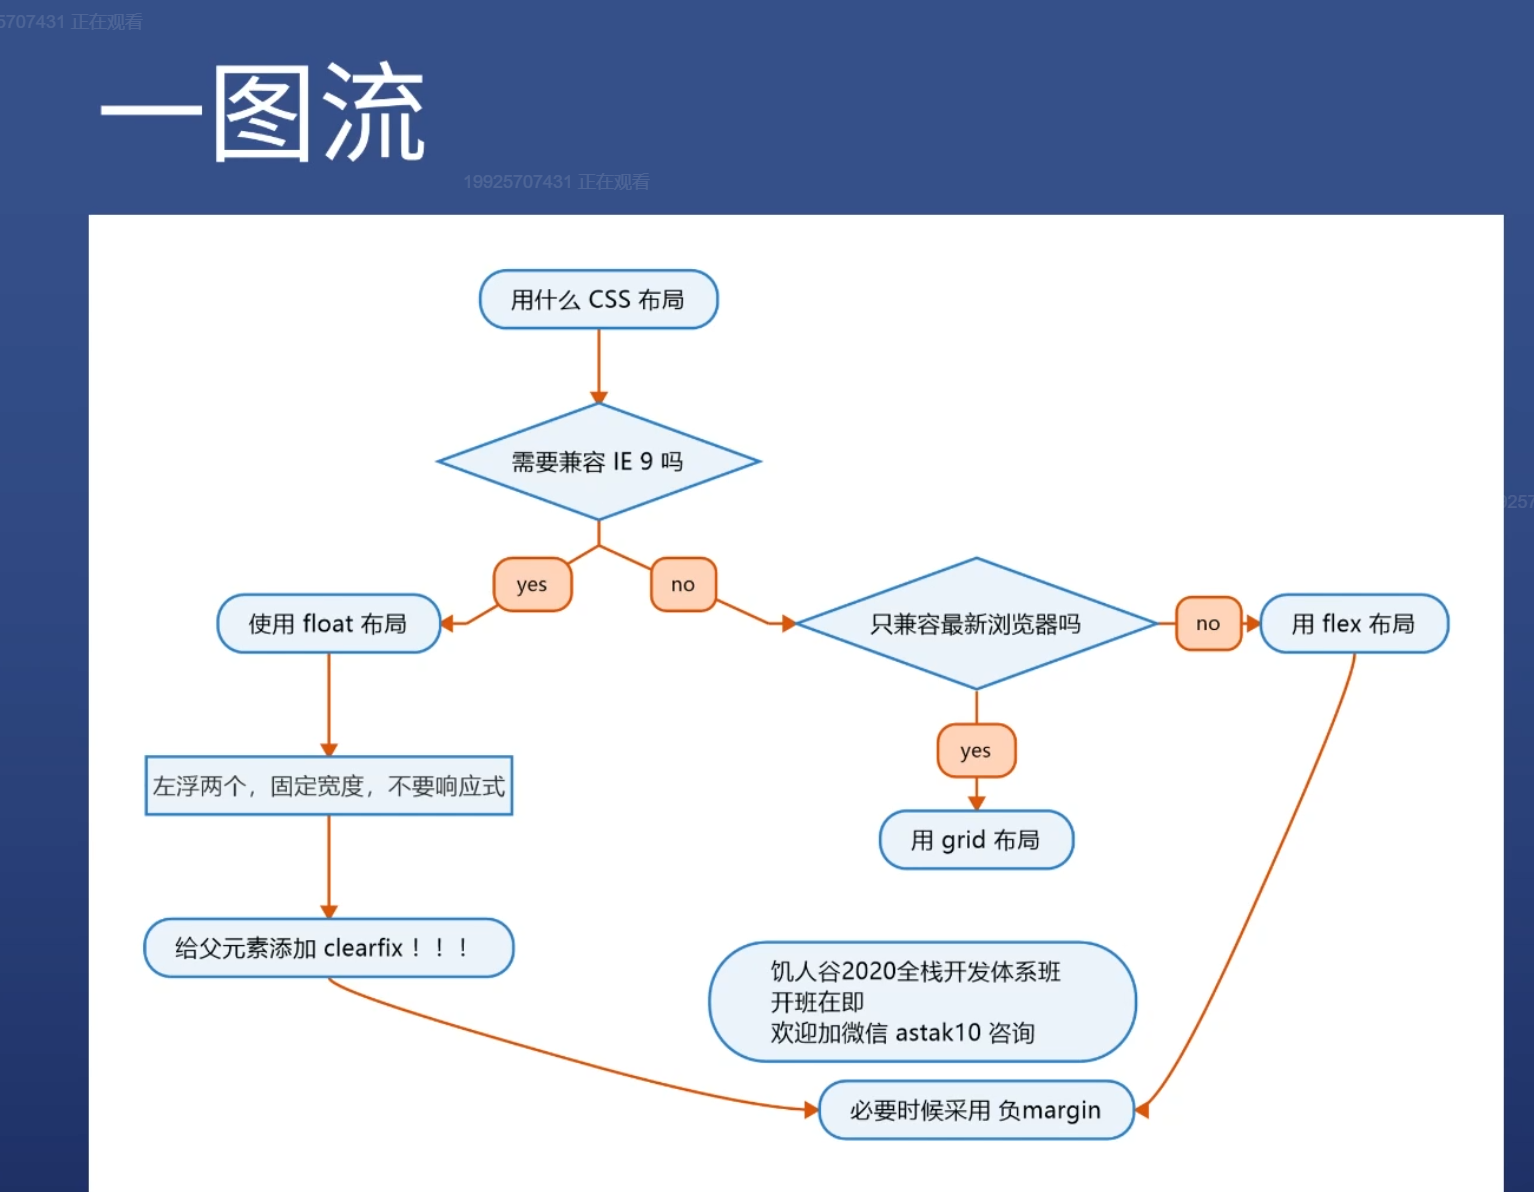 5707431 正在观看
一图流
19925707431 正在观看
用什么 CSS 布局
需要兼容 IE 9 吗
yes
no
使用 float 布局
只兼容最新浏览器吗
no
用 flex 布局
yes
左浮两个，固定宽度，不要响应式
用 grid 布局
给父元素添加 clearfix！！！
饥人谷2020全栈开发体系班
开班在即
欢迎加微信 astak10 咨询
必要时候采用 负margin